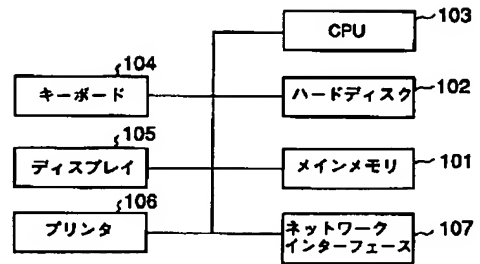 CPU
103
104
キーボード
ハードディスク
102
105
ディスプレイ
メインメモリ
101
106
プリンタ
ネットワーク
インターフェース
107